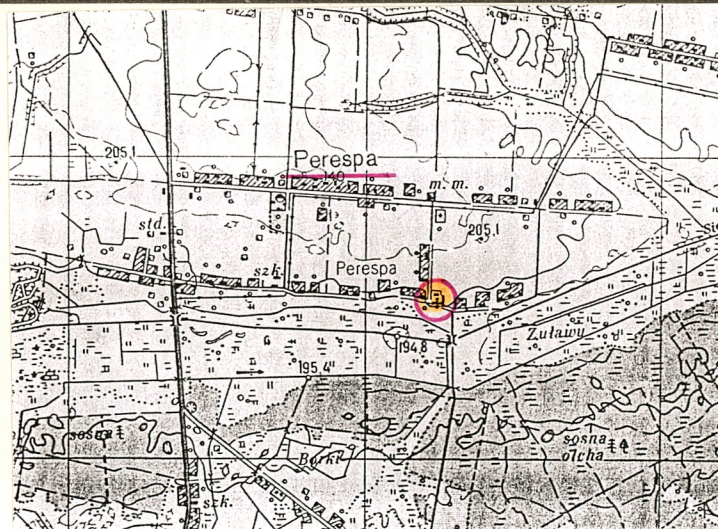 205.1
Perespa
140
m. m.
205.1
std.
szk.
Perespa
Żuławy
194.8
195.4
sosna
sosna
olcha
Borki
szk.